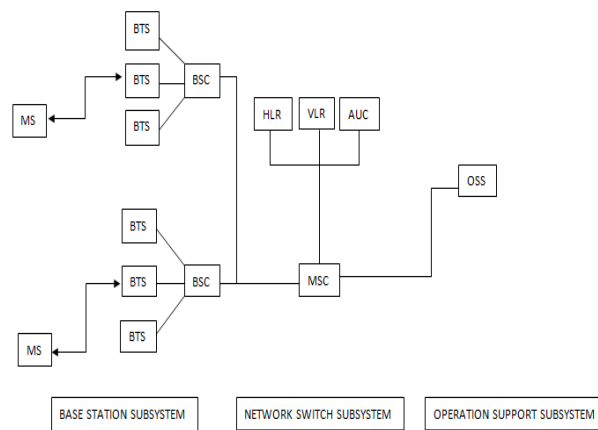 BTS
BTS
BSC
MS
BTS
HLR
VLR
AUC
OSS
BTS
BTS
BSC
MSC
BTS
MS
BASE STATION SUBSYSTEM
NETWORK SWITCH SUBSYSTEM
OPERATION SUPPORT SUBSYSTEM